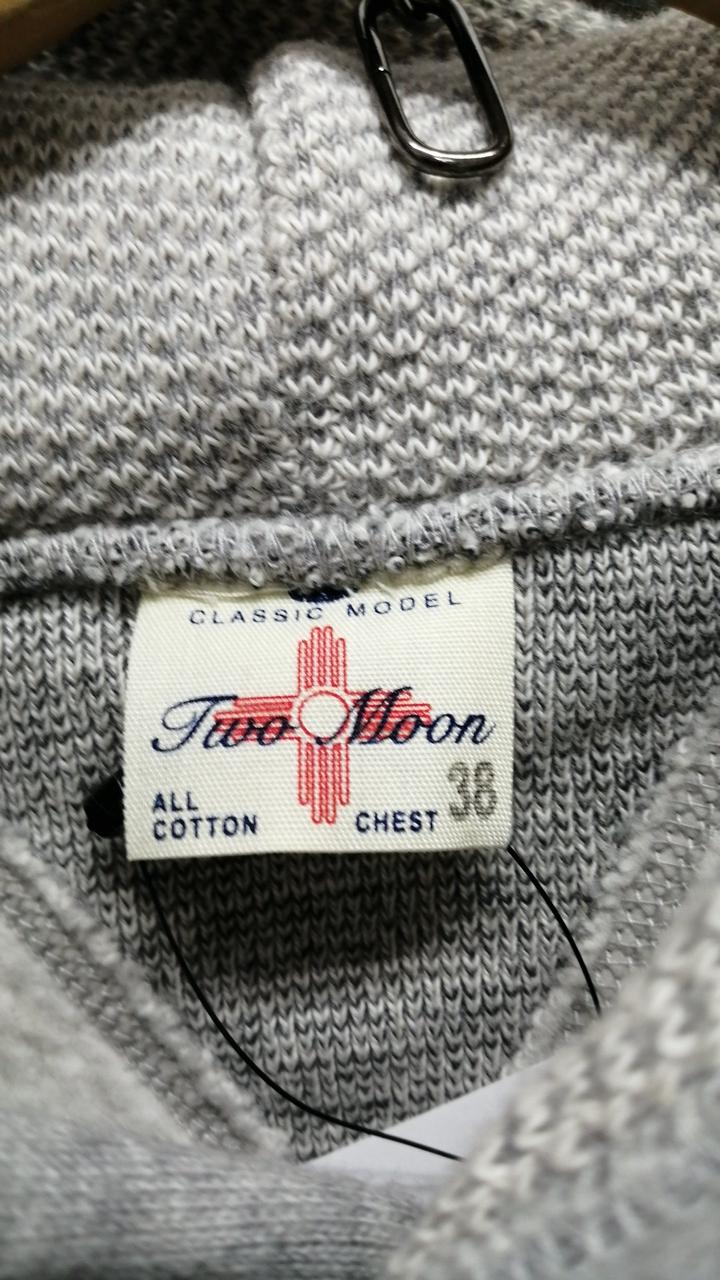 CLASSIC MODEL
Two Moon
ALL
COTTON
CHEST 38